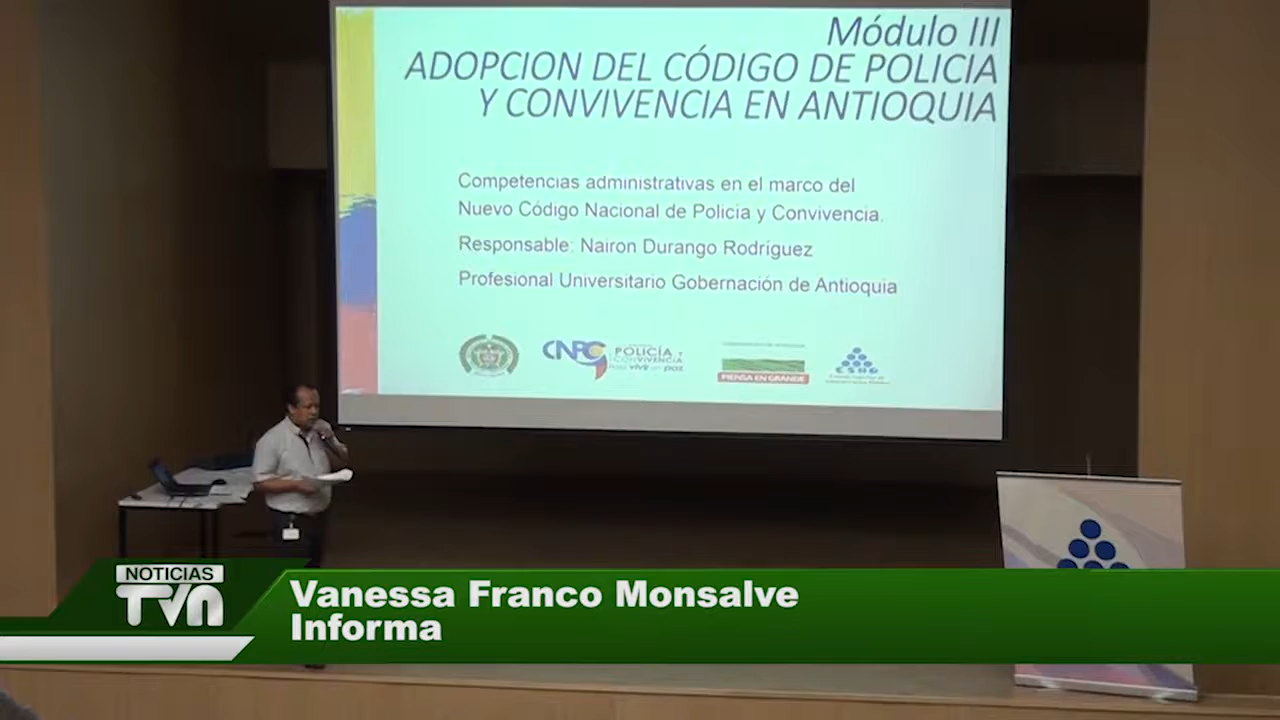 Módulo III
ADOPCION DEL CÓDIGO DE POLICIA
Y CONVIVENCIA EN ANTIOQUIA
Competencias administrativas en el marco del
Nuevo Código Nacional de Policia y Convivencia.
Responsable: Nairon Durango Rodríguez
Profesional Universitario Gobernación de Antioquia
CNPC
POLICÍA Y
CONVIVENCIA
PIENSA EN GRANDE
NOTICIAS
TVN
Vanessa Franco Monsalve
Informa